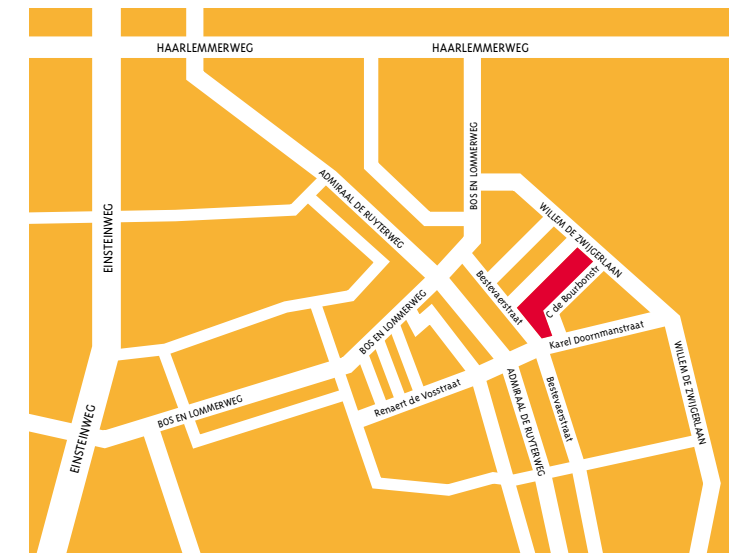 HAARLEMMERWEG
HAARLEMMERWEG
BOS EN LOMMERWEG
ADMIRAAL DE RUYTERWEG
EINSTEINWEG
WILLEM DE ZWIJGERLAAN
Bestevaerstraat
C de Bourbonstr
BOS EN LOMMERWEG
Karel Doornmanstraat
WILLEM DE ZWIJGERLAAN
Renaert de Vosstraat
ADMIRAAL DE RUYTERWEG
Bestevaerstraat
BOS EN LOMMERWEG
EINSTEINWEG